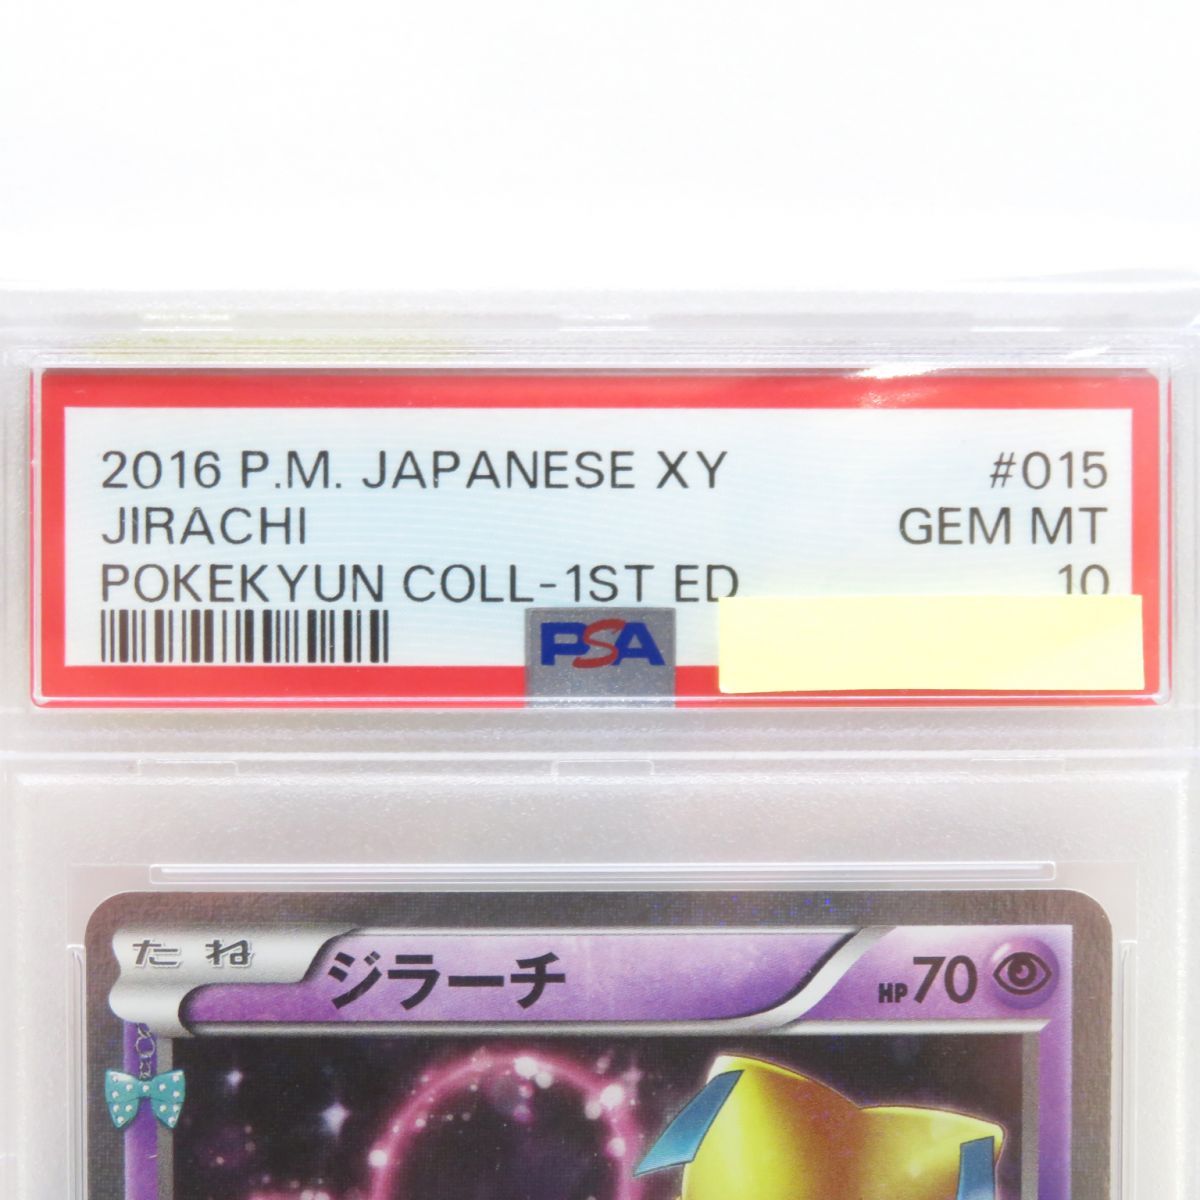 2016 P.M. JAPANESE XY #015
JIRACHI GEM MT
POKEKYUN COLL-1ST ED 10
PSA
たね ジラーチ HP70